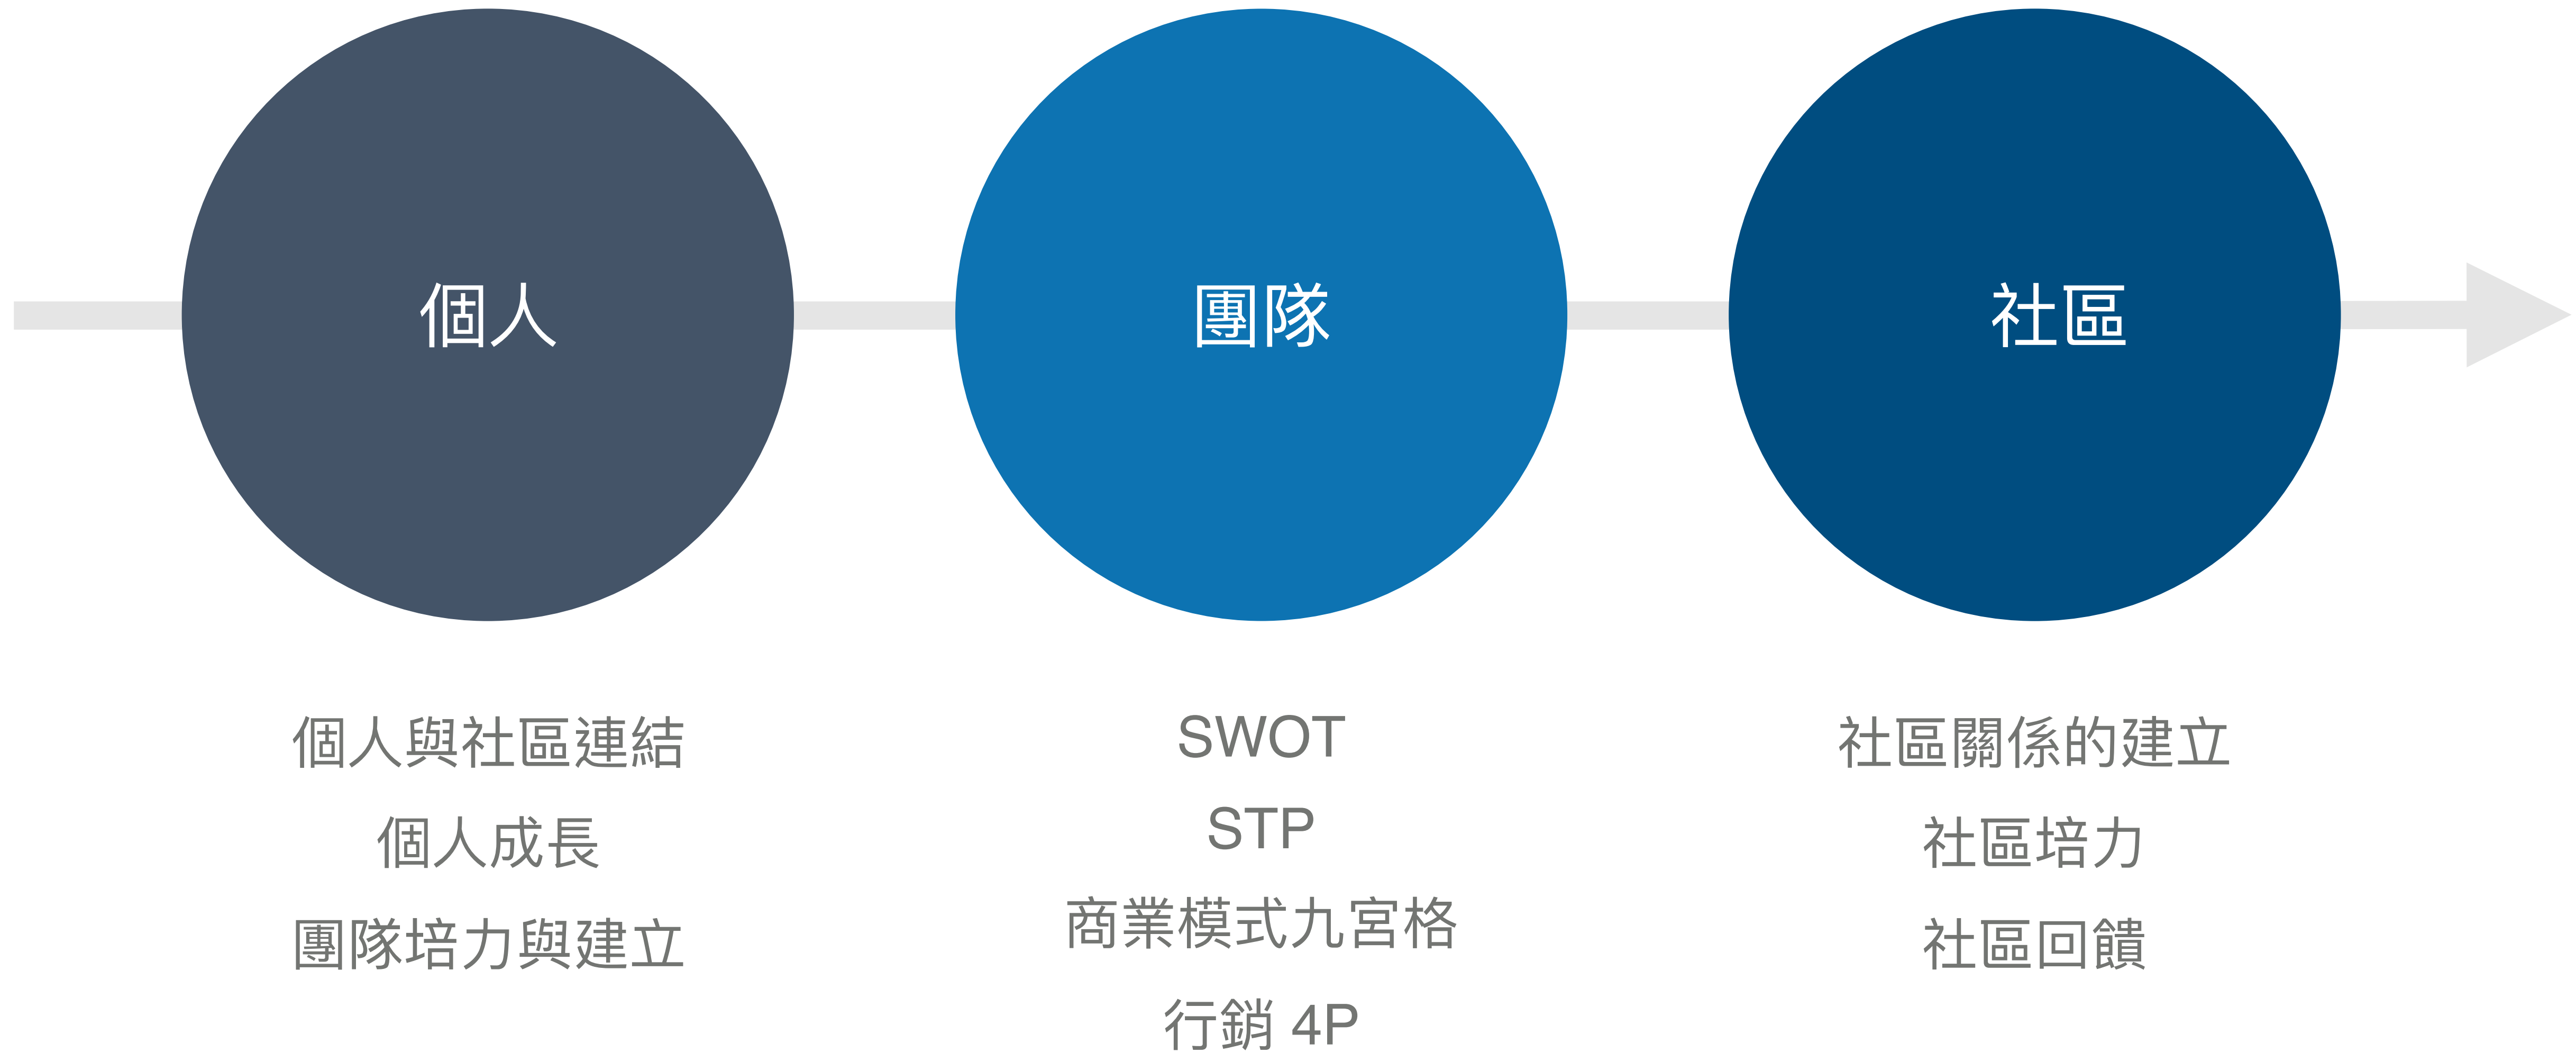 個人
團隊
社區
個人與社區連結
個人成長
團隊培力與建立
SWOT
STP
商業模式九宮格
行銷 4P
社區關係的建立
社區培力
社區回饋